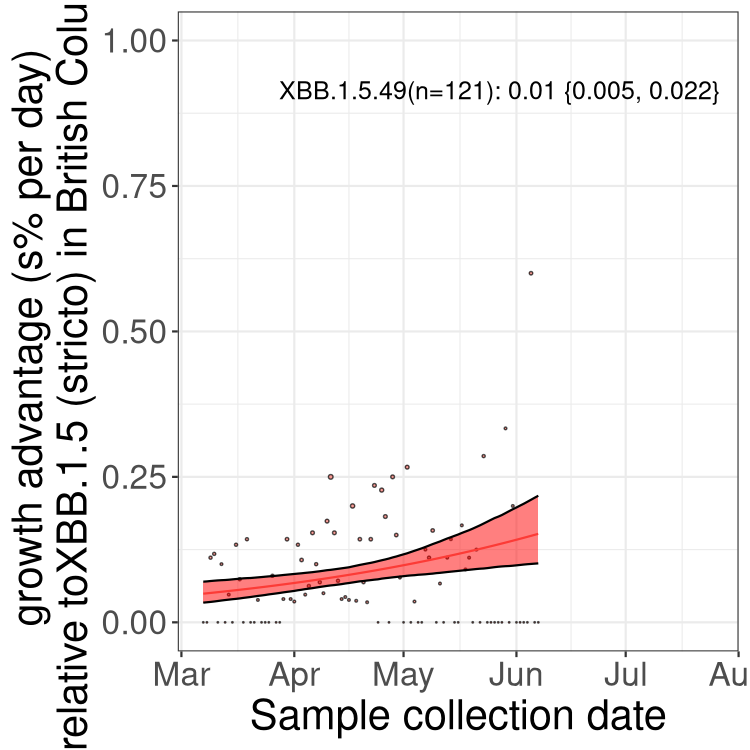 growth advantage (s% per day)
relative toXBB.1.5 (stricto) in British Colu
1.00
0.75
0.50
0.25
0.00
XBB.1.5.49(n=121): 0.01 {0.005, 0.022}
Mar Apr May Jun Jul Au
Sample collection date